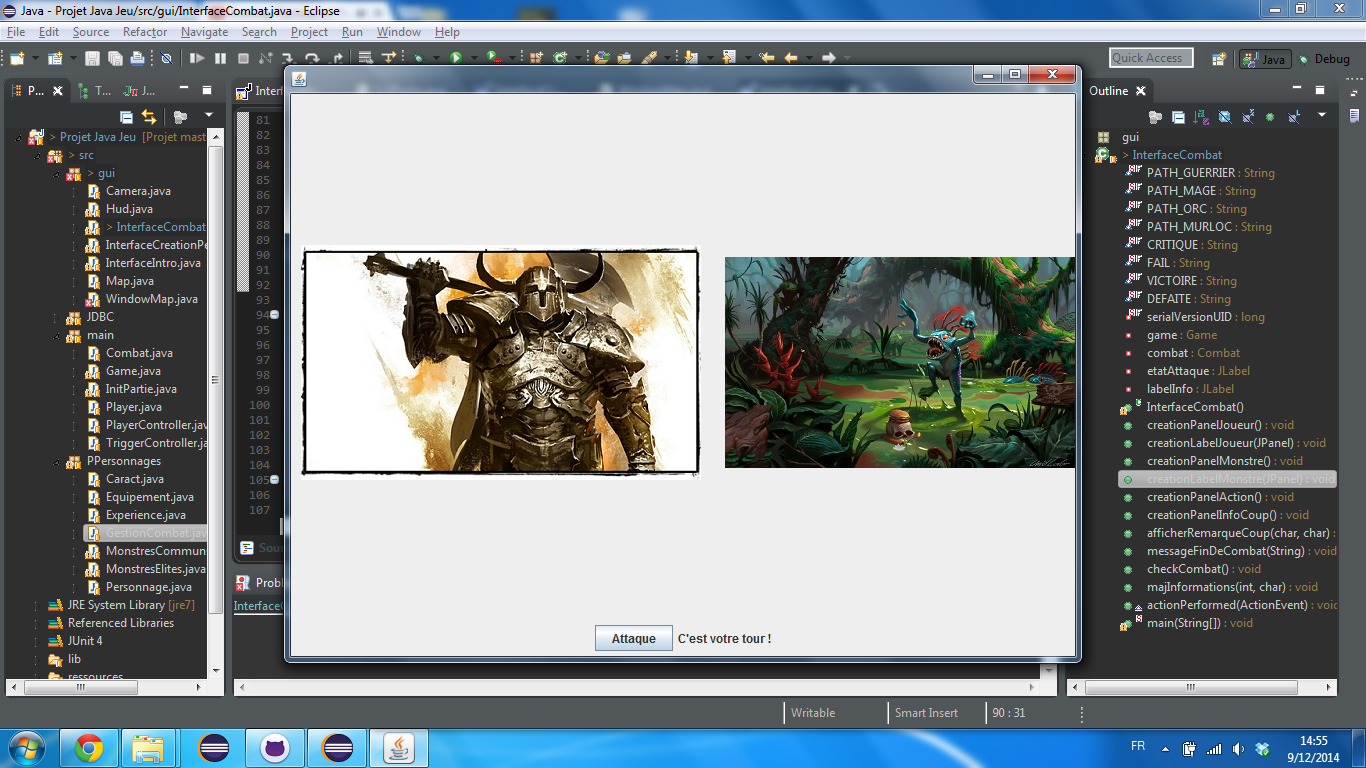 Java - Projet Java Jeu/src/gui/InterfaceCombat.java - Eclipse
File Edit Source Refactor Navigate Search Project Run Window Help
Quick Access Java Debug
P... T... J...
> Projet Java Jeu [Projet mast
> src
> gui
Camera.java
Hud.java
> InterfaceCombat
InterfaceCreationPe
InterfaceIntro.java
Map.java
WindowMap.java
JDBC
main
Combat.java
Game.java
InitPartie.java
Player.java
PlayerController.java
TriggerController.ja
PPersonnages
Caract.java
Equipement.java
Experience.java
GestionCombat.jav
MonstresCommun
MonstresElites.java
Personnage.java
JRE System Library [jre7]
Referenced Libraries
JUnit 4
lib
ressources
Interf
81
82
83
84
85
86
87
88
89
90
91
92
93
94
95
96
97
98
99
100
101
102
103
104
105
106
107
Sour
Probl
InterfaceC
Attaque C'est votre tour !
Outline
gui
> InterfaceCombat
PATH_GUERRIER : String
PATH_MAGE : String
PATH_ORC : String
PATH_MURLOC : String
CRITIQUE : String
FAIL : String
VICTOIRE : String
DEFAITE : String
serialVersionUID : long
game : Game
combat : Combat
etatAttaque : JLabel
labelInfo : JLabel
InterfaceCombat()
creationPanelJoueur() : void
creationLabelJoueur(JPanel) : void
creationPanelMonstre() : void
creationLabelMonstre(JPanel) : void
creationPanelAction() : void
creationPanelInfoCoup() : void
afficherRemarqueCoup(char, char) :
messageFinDeCombat(String) : void
checkCombat() : void
majInformations(int, char) : void
actionPerformed(ActionEvent) : voic
main(String[]) : void
Writable Smart Insert 90 : 31
FR 14:55
9/12/2014